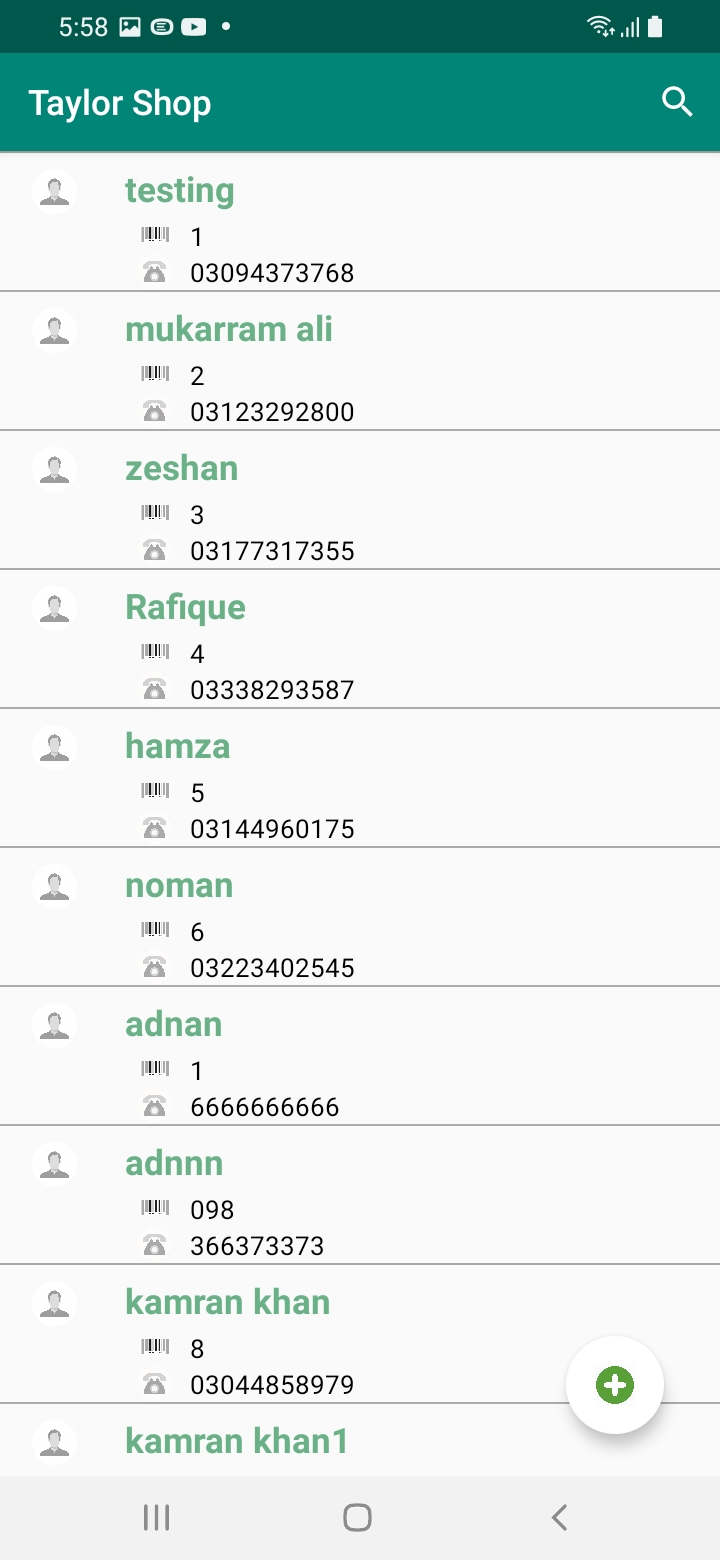 5:58
Taylor Shop
testing
1
03094373768
mukarram ali
2
03123292800
zeshan
3
03177317355
Rafique
4
03338293587
hamza
5
03144960175
noman
6
03223402545
adnan
1
6666666666
adnnn
098
366373373
kamran khan
8
03044858979
kamran khan1